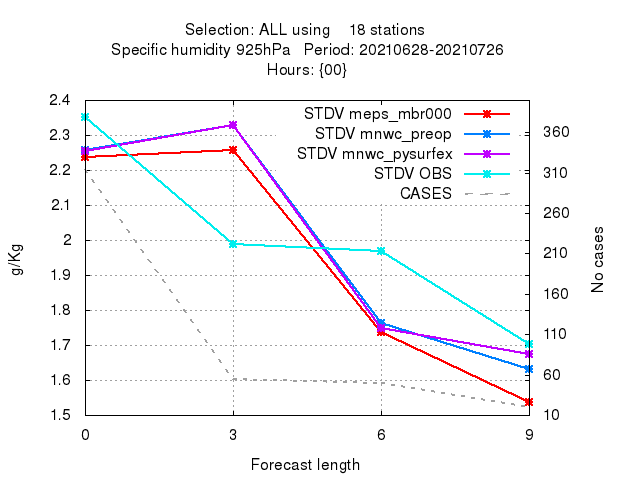 Selection: ALL using 18 stations
Specific humidity 925hPa Period: 20210628-20210726
Hours: {00}
STDV meps_mbr000
STDV mnwc_preop
STDV mnwc_pysurfex
STDV OBS
CASES
g/Kg
2.4
2.3
2.2
2.1
2
1.9
1.8
1.7
1.6
1.5
No cases
360
310
260
210
160
110
60
10
0 3 6 9
Forecast length